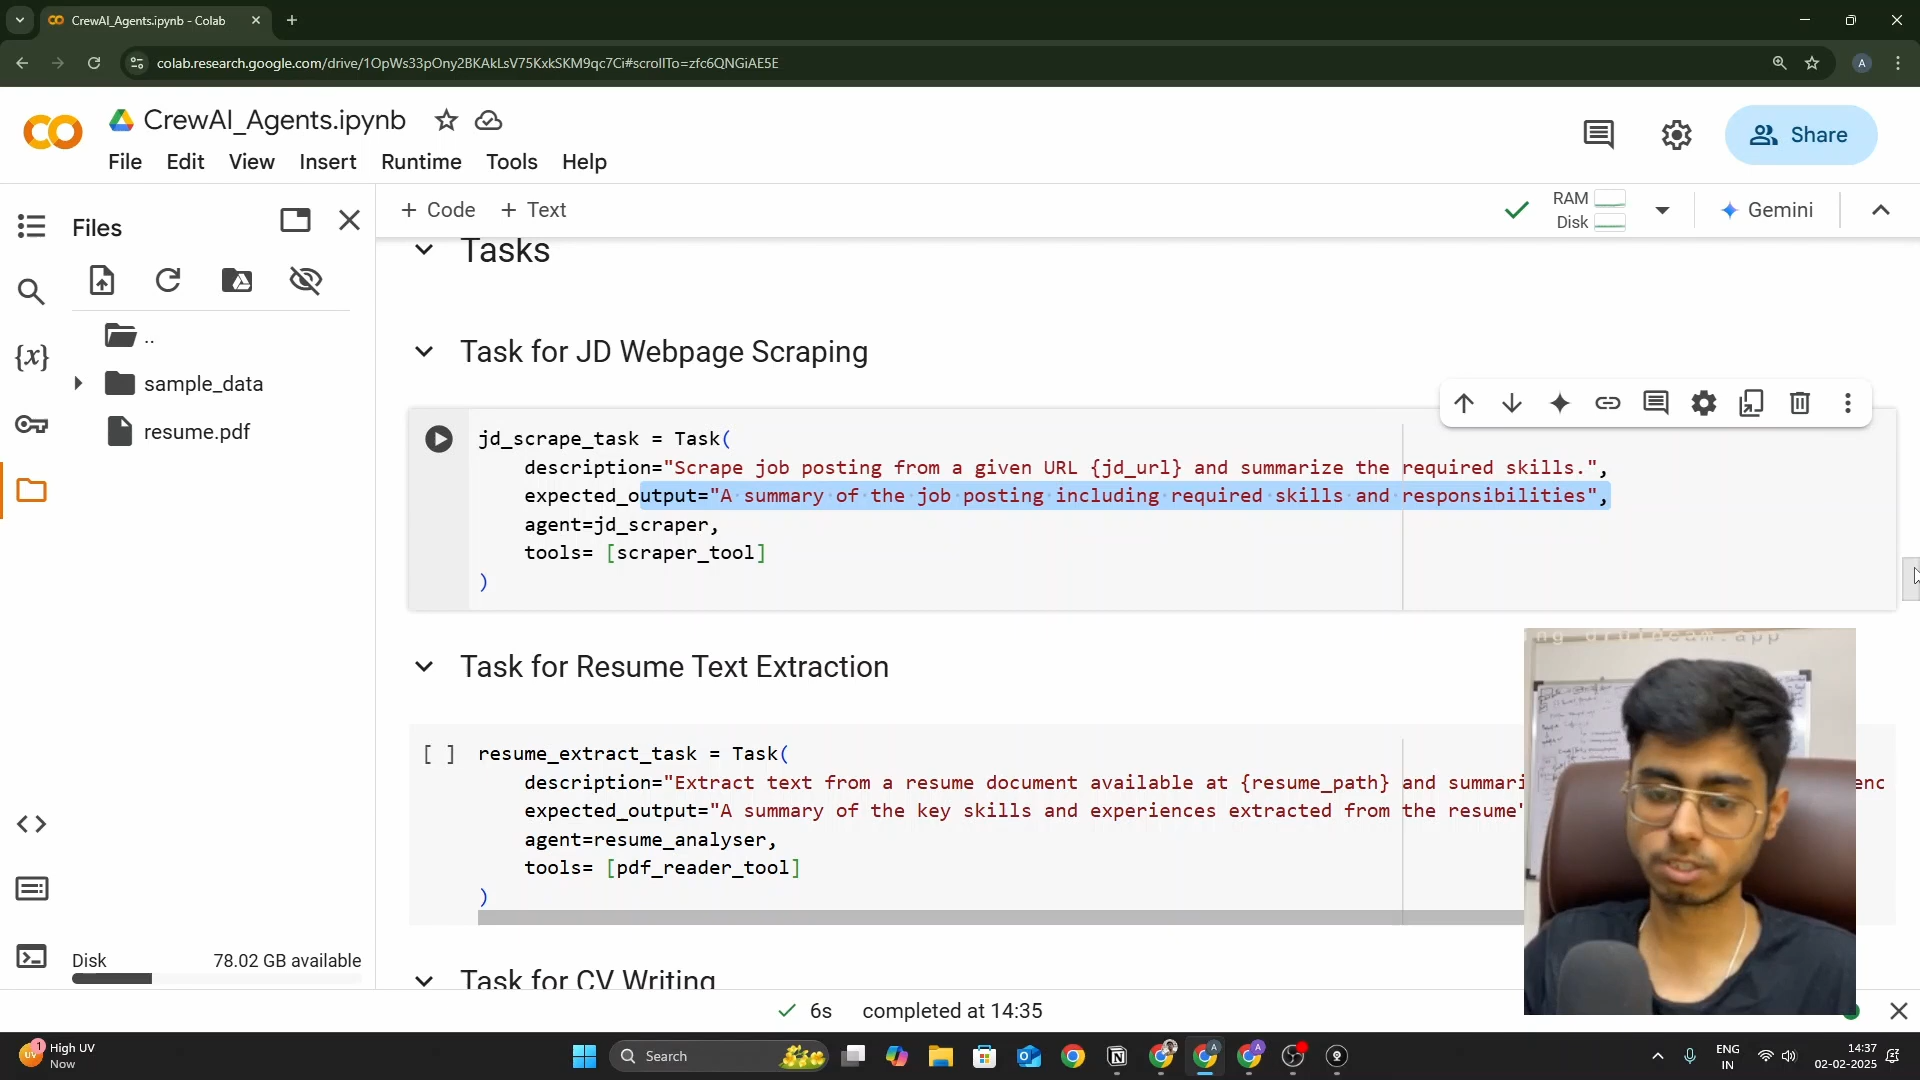 CrewAI_Agents.ipynb - Colab
colab.research.google.com/drive/1OpWs33pOny2BKAkLsV75KxkSKM9qc7Ci#scrollTo=zfc6QNGiAE5E
A
CrewAI_Agents.ipynb
File Edit View Insert Runtime Tools Help
Share
Files
+ Code + Text
RAM
Disk
Gemini
..
sample_data
resume.pdf
{x}
Tasks
Task for JD Webpage Scraping
jd_scrape_task = Task(
description="Scrape job posting from a given URL {jd_url} and summarize the required skills.",
expected_output="A summary of the job posting including required skills and responsibilities",
agent=jd_scraper,
tools= [scraper_tool]
)
Task for Resume Text Extraction
[ ] resume_extract_task = Task(
description="Extract text from a resume document available at {resume_path} and summari
enc
expected_output="A summary of the key skills and experiences extracted from the resume"
agent=resume_analyser,
tools= [pdf_reader_tool]
)
Task for CV Writing
Disk 78.02 GB available
6s completed at 14:35
High UV
Now
Search
ENG
IN
14:37
02-02-2025